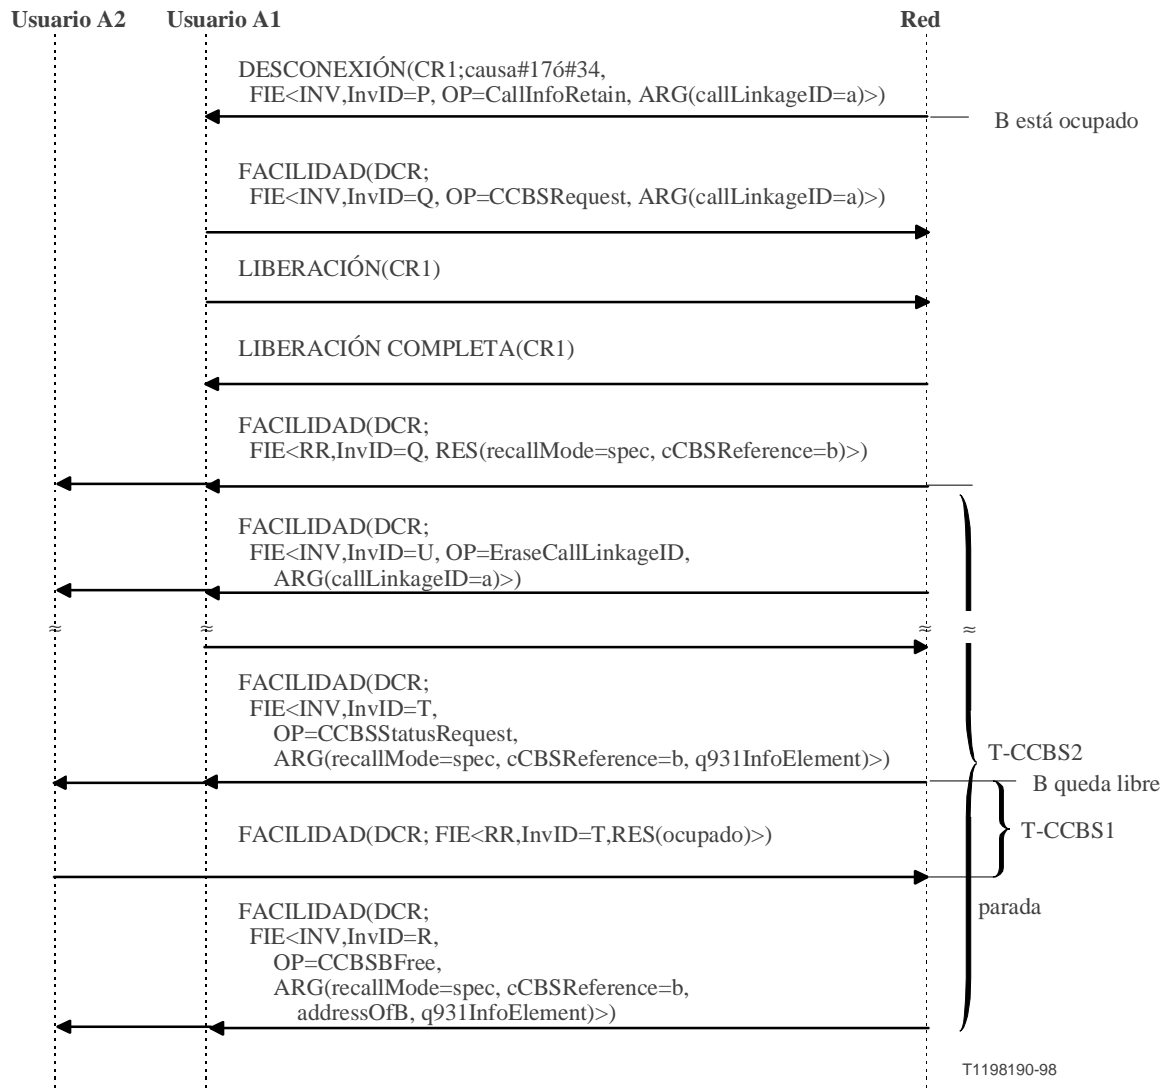 Usuario A2 Usuario A1 Red
DESCONEXIÓN(CR1;causa#17ó#34,
FIE<INV,InvID=P, OP=CallInfoRetain, ARG(callLinkageID=a)>)
B está ocupado
FACILIDAD(DCR;
FIE<INV,InvID=Q, OP=CCBSRequest, ARG(callLinkageID=a)>)
LIBERACIÓN(CR1)
LIBERACIÓN COMPLETA(CR1)
FACILIDAD(DCR;
FIE<RR,InvID=Q, RES(recallMode=spec, cCBSReference=b)>)
FACILIDAD(DCR;
FIE<INV,InvID=U, OP=EraseCallLinkageID,
ARG(callLinkageID=a)>)
≈ ≈ ≈ ≈
FACILIDAD(DCR;
FIE<INV,InvID=T,
OP=CCBSStatusRequest,
ARG(recallMode=spec, cCBSReference=b, q931InfoElement)>)
T-CCBS2
B queda libre
FACILIDAD(DCR; FIE<RR,InvID=T,RES(ocupado)>)
T-CCBS1
parada
FACILIDAD(DCR;
FIE<INV,InvID=R,
OP=CCBSBFree,
ARG(recallMode=spec, cCBSReference=b,
addressOfB, q931InfoElement)>)
T1198190-98